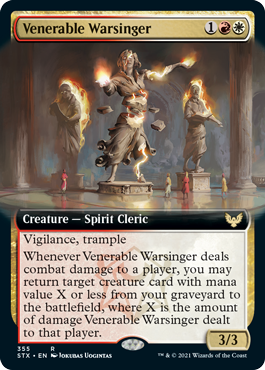 Venerable Warsinger 1
Creature — Spirit Cleric
Vigilance, trample
Whenever Venerable Warsinger deals
combat damage to a player, you may
return target creature card with mana
value X or less from your graveyard to
the battlefield, where X is the amount
of damage Venerable Warsinger dealt
to that player.
3/3
355 R
STX • EN JOKUBAS UOGINTAS
™ & © 2021 Wizards of the Coast